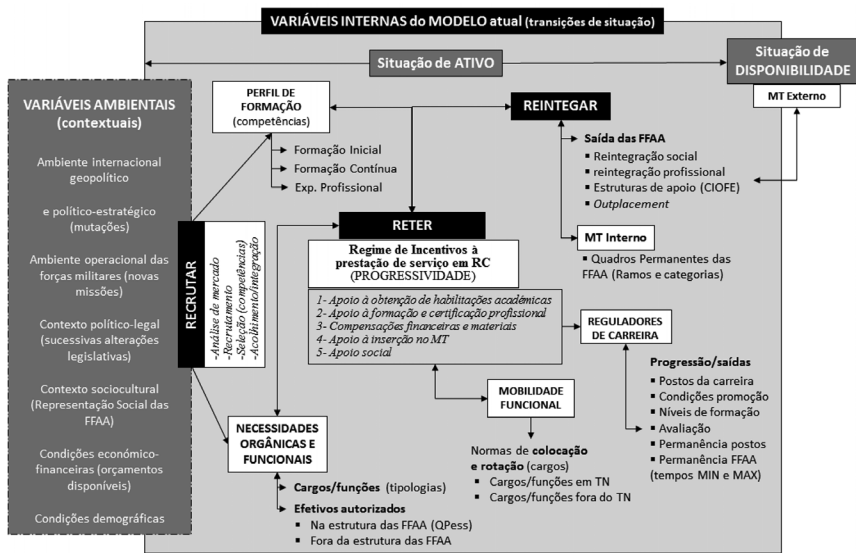 VARIÁVEIS INTERNAS do MODELO atual (transições de situação)
Situação de ATIVO
Situação de
DISPONIBILIDADE
MT Externo
VARIÁVEIS AMBIENTAIS
(contextuais)
Ambiente internacional
geopolítico
e político-estratégico
(mutações)
Ambiente operacional das
forças militares (novas
missões)
Contexto político-legal
(sucessivas alterações
legislativas)
Contexto sociocultural
(Representação Social das
FFAA)
Condições económico-
financeiras (orçamentos
disponíveis)
Condições demográficas
RECRUTAR
-Análise de mercado
-Recrutamento
-Seleção (competências)
-Acolhimento/integração
PERFIL DE
FORMAÇÃO
(competências)
Formação Inicial
Formação Contínua
Exp. Profissional
REINTEGRAR
Saída das FFAA
▪ Reintegração social
▪ reintegração profissional
▪ Estruturas de apoio (CIOFE)
▪ Outplacement
MT Interno
▪ Quadros Permanentes das
FFAA (Ramos e categorias)
RETER
Regime de Incentivos à
prestação de serviço em RC
(PROGRESSIVIDADE)
1- Apoio à obtenção de habilitações académicas
2- Apoio à formação e certificação profissional
3- Compensações financeiras e materiais
4- Apoio à inserção no MT
5- Apoio social
REGULADORES
DE CARREIRA
Progressão/saídas
▪ Postos da carreira
▪ Condições promoção
▪ Níveis de formação
▪ Avaliação
▪ Permanência postos
▪ Permanência FFAA
(tempos MIN e MAX)
MOBILIDADE
FUNCIONAL
Normas de colocação
e rotação (cargos)
▪ Cargos/funções em TN
▪ Cargos/funções fora do TN
NECESSIDADES
ORGÂNICAS E
FUNCIONAIS
Cargos/funções (tipologias)
Efetivos autorizados
▪ Na estrutura das FFAA (QPess)
▪ Fora da estrutura das FFAA